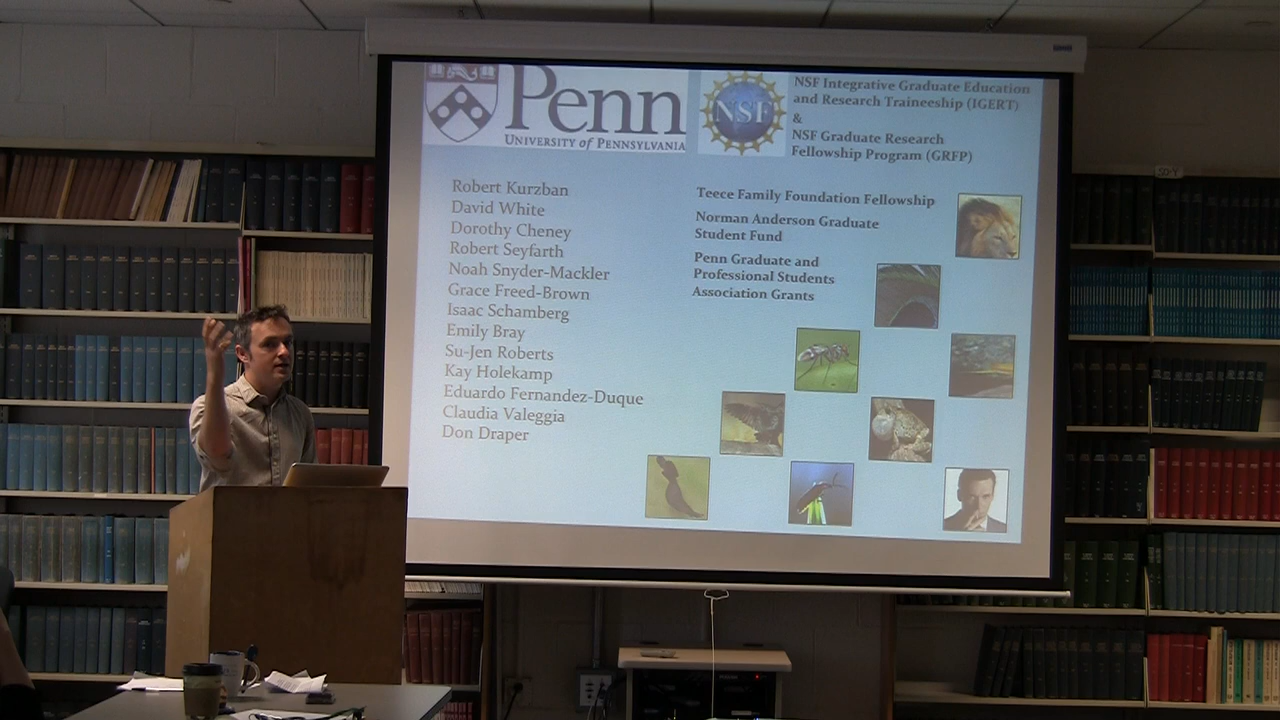 Penn
UNIVERSITY of PENNSYLVANIA
NSF
NSF Integrative Graduate Education
and Research Traineeship (IGERT)
&
NSF Graduate Research
Fellowship Program (GRFP)
Robert Kurzban
David White
Dorothy Cheney
Robert Seyfarth
Noah Snyder-Mackler
Grace Freed-Brown
Isaac Schamberg
Emily Bray
Su-Jen Roberts
Kay Holekamp
Eduardo Fernandez-Duque
Claudia Valeggia
Don Draper
Teece Family Foundation Fellowship
Norman Anderson Graduate
Student Fund
Penn Graduate and
Professional Students
Association Grants